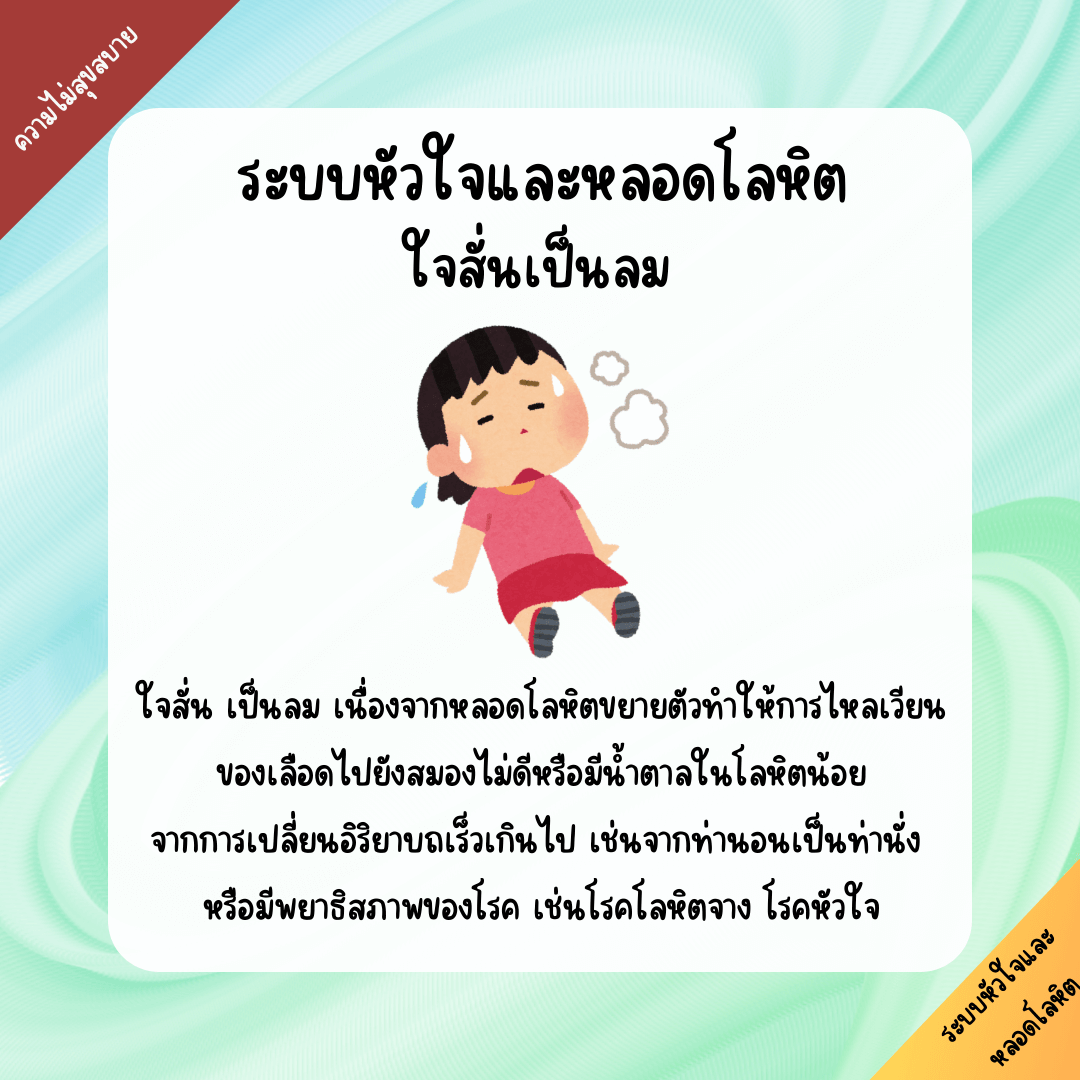 ความไม่สุขสบาย
ระบบหัวใจและหลอดโลหิต
ใจสั่นเป็นลม
ใจสั่น เป็นลม เนื่องจากหลอดโลหิตขยายตัวทำให้การไหลเวียน
ของเลือดไปยังสมองไม่ดีหรือมีน้ำตาลในโลหิตน้อย
จากการเปลี่ยนอิริยาบถเร็วเกินไป เช่นจากท่านอนเป็นท่านั่ง
หรือมีพยาธิสภาพของโรค เช่นโรคโลหิตจาง โรคหัวใจ
ระบบหัวใจและ
หลอดโลหิต